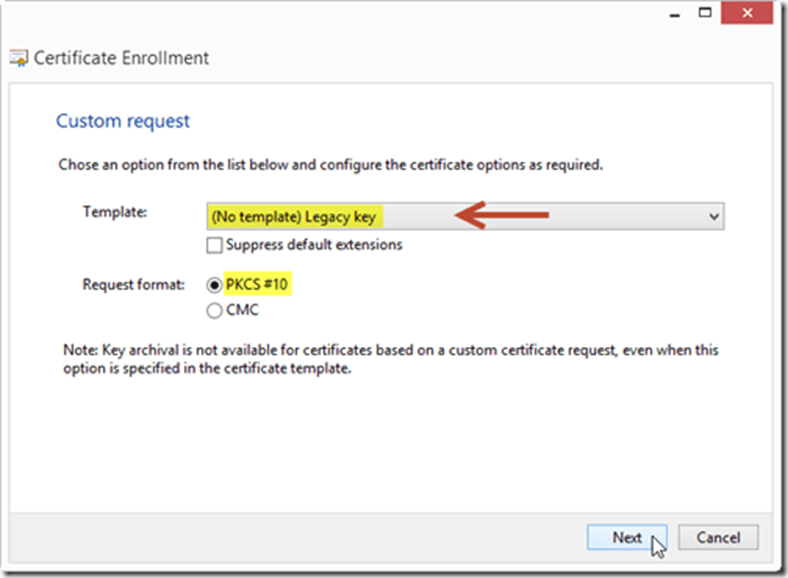 Certificate Enrollment
Custom request
Chose an option from the list below and configure the certificate options as required.
Template:
(No template) Legacy key
Suppress default extensions
Request format:
PKCS #10
CMC
Note: Key archival is not available for certificates based on a custom certificate request, even when this
option is specified in the certificate template.
Next
Cancel